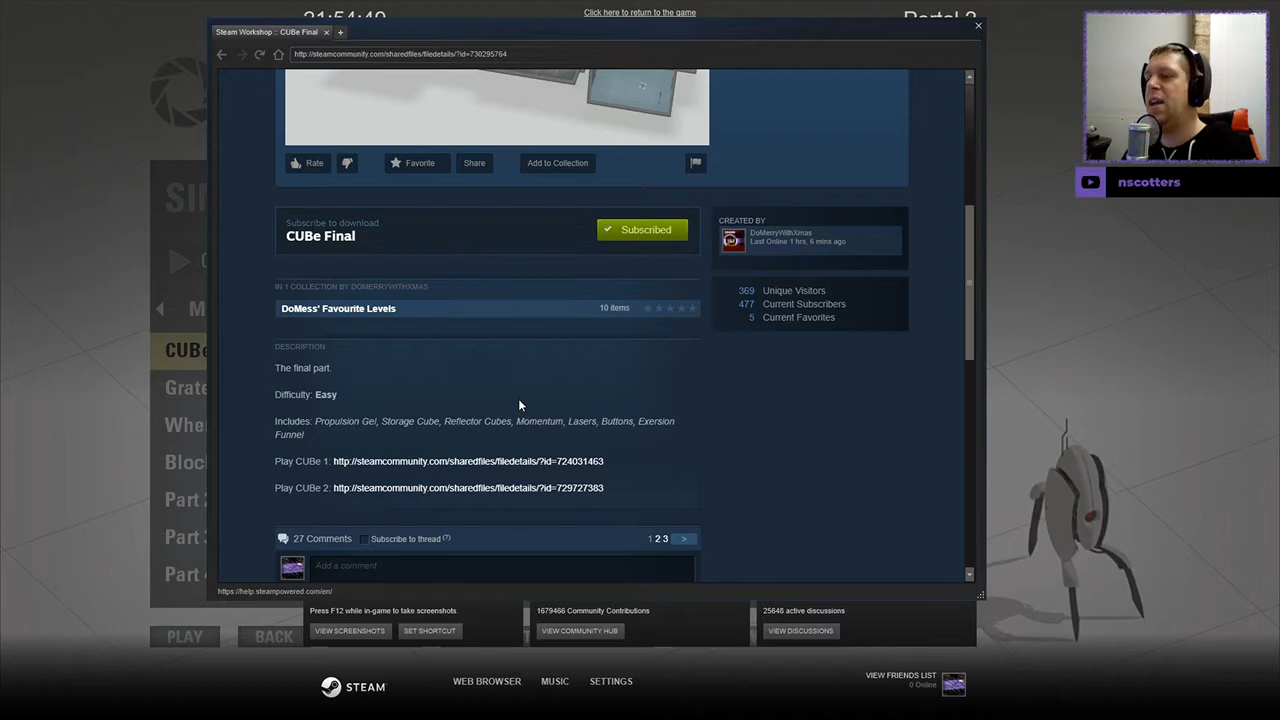 21:54:49
Click here to return to the game
Portal 2
Steam Workshop :: CUBe Final
http://steamcommunity.com/sharedfiles/filedetails/?id=730295764
Rate
Favorite
Share
Add to Collection
nscotters
Subscribe to download
CUBe Final
Subscribed
CREATED BY
DoMerryWithXmas
Last Online 1 hrs, 6 mins ago
IN 1 COLLECTION BY DOMERRYWITHXMAS
DoMess' Favourite Levels
10 items
369 Unique Visitors
477 Current Subscribers
5 Current Favorites
DESCRIPTION
The final part.
Difficulty: Easy
Includes: Propulsion Gel, Storage Cube, Reflector Cubes, Momentum, Lasers, Buttons, Exersion
Funnel
Play CUBe 1: http://steamcommunity.com/sharedfiles/filedetails/?id=724031463
Play CUBe 2: http://steamcommunity.com/sharedfiles/filedetails/?id=729727383
27 Comments
Subscribe to thread (?)
1 2 3 >
Add a comment
https://help.steampowered.com/en/
CUBe
Grate
Whe
Bloc
Part 2
Part 3
Part 4
Press F12 while in-game to take screenshots.
1679466 Community Contributions
25648 active discussions
VIEW SCREENSHOTS
SET SHORTCUT
VIEW COMMUNITY HUB
VIEW DISCUSSIONS
PLAY
BACK
STEAM
WEB BROWSER
MUSIC
SETTINGS
VIEW FRIENDS LIST
0 Online